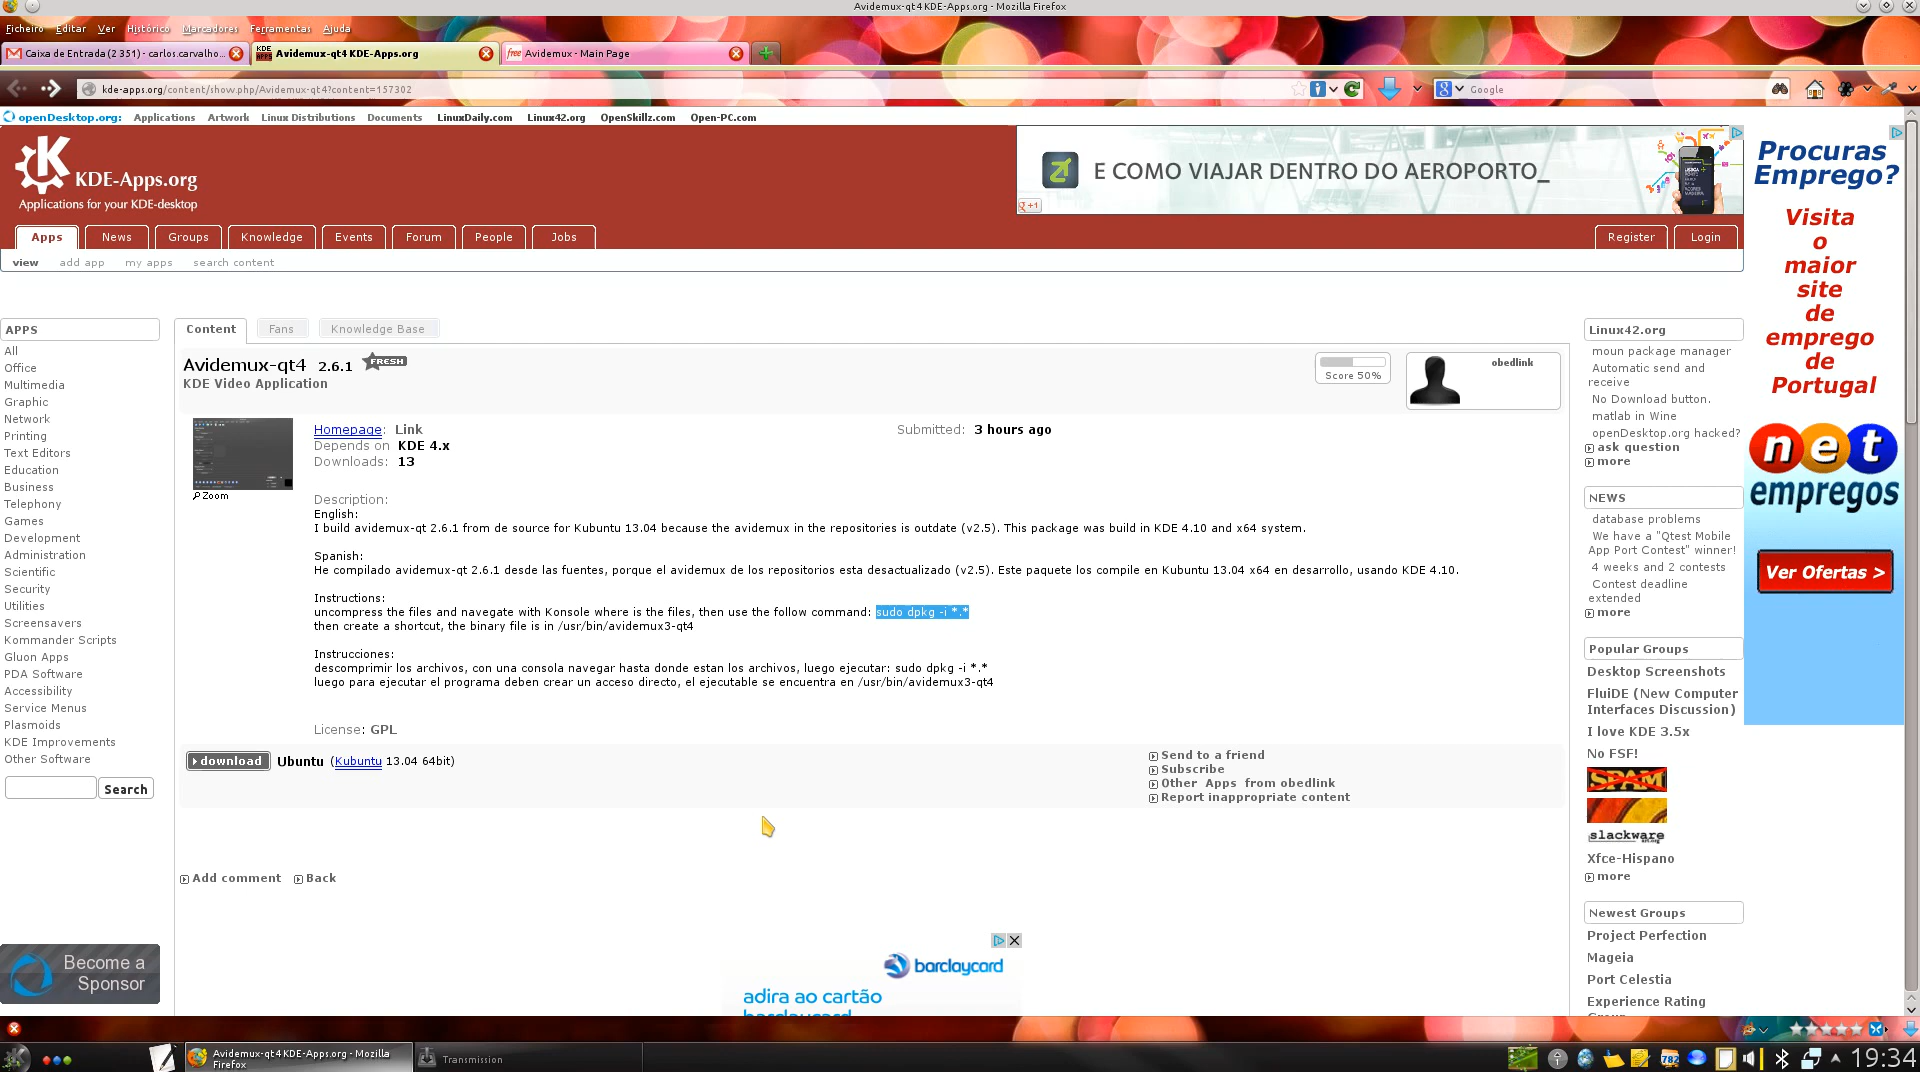 Avidemux-qt4 KDE-Apps.org - Mozilla Firefox
Ficheiro Editar Ver Histórico Marcadores Ferramentas Ajuda
Caixa de Entrada (2 351) - carlos.carvalho...
KDE APPS Avidemux-qt4 KDE-Apps.org
free Avidemux - Main Page
kde-apps.org/content/show.php/Avidemux-qt4?content=157302
Google
openDesktop.org: Applications Artwork Linux Distributions Documents LinuxDaily.com Linux42.org OpenSkillz.com Open-PC.com
KDE-Apps.org
Applications for your KDE-desktop
E COMO VIAJAR DENTRO DO AEROPORTO_
+1
Apps News Groups Knowledge Events Forum People Jobs
Register Login
view add app my apps search content
Procuras
Emprego?
Visita
o
maior
site
de
emprego
de
Portugal
net
empregos
Ver Ofertas >
APPS
All
Office
Multimedia
Graphic
Network
Printing
Text Editors
Education
Business
Telephony
Games
Development
Administration
Scientific
Security
Utilities
Screensavers
Kommander Scripts
Gluon Apps
PDA Software
Accessibility
Service Menus
Plasmoids
KDE Improvements
Other Software
Search
Become a
Sponsor
Content Fans Knowledge Base
Avidemux-qt4 2.6.1 FRESH
KDE Video Application
Score 50%
obedlink
Zoom
Homepage: Link
Depends on KDE 4.x
Downloads: 13
Submitted: 3 hours ago
Description:
English:
I build avidemux-qt 2.6.1 from de source for Kubuntu 13.04 because the avidemux in the repositories is outdate (v2.5). This package was build in KDE 4.10 and x64 system.
Spanish:
He compilado avidemux-qt 2.6.1 desde las fuentes, porque el avidemux de los repositorios esta desactualizado (v2.5). Este paquete los compile en Kubuntu 13.04 x64 en desarrollo, usando KDE 4.10.
Instructions:
uncompress the files and navegate with Konsole where is the files, then use the follow command: sudo dpkg -i *.*
then create a shortcut, the binary file is in /usr/bin/avidemux3-qt4
Instrucciones:
descomprimir los archivos, con una consola navegar hasta donde estan los archivos, luego ejecutar: sudo dpkg -i *.*
luego para ejecutar el programa deben crear un acceso directo, el ejecutable se encuentra en /usr/bin/avidemux3-qt4
License: GPL
download Ubuntu (Kubuntu 13.04 64bit)
Send to a friend
Subscribe
Other Apps from obedlink
Report inappropriate content
Add comment Back
barclaycard
adira ao cartão
barclaycard
Linux42.org
moun package manager
Automatic send and
receive
No Download button.
matlab in Wine
openDesktop.org hacked?
ask question
more
NEWS
database problems
We have a "Qtest Mobile
App Port Contest" winner!
4 weeks and 2 contests
Contest deadline
extended
more
Popular Groups
Desktop Screenshots
FluiDE (New Computer
Interfaces Discussion)
I love KDE 3.5x
No FSF!
SPAM
slackware
Xfce-Hispano
more
Newest Groups
Project Perfection
Mageia
Port Celestia
Experience Rating
Avidemux-qt4 KDE-Apps.org - Mozilla
Firefox
Transmission
782
19:34